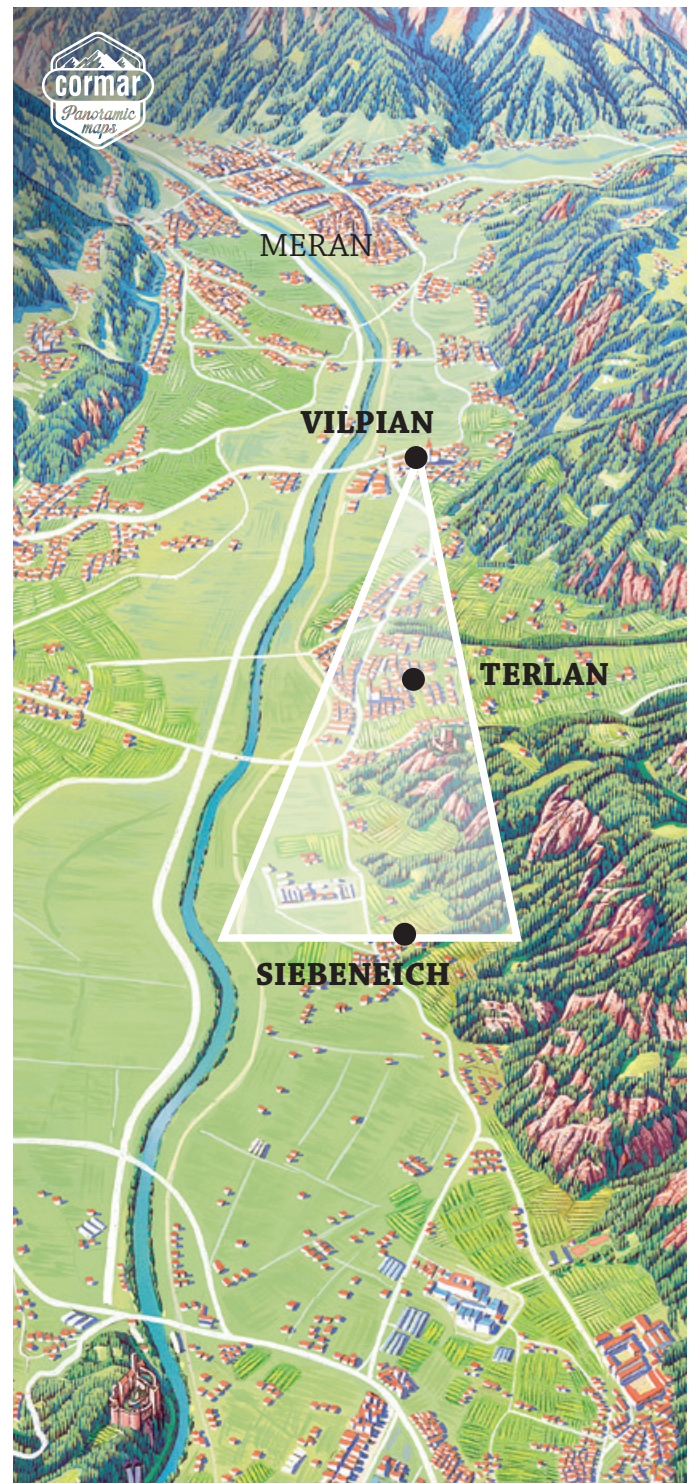 cormar
Panoramic
maps
MERAN
VILPIAN
TERLAN
SIEBENEICH